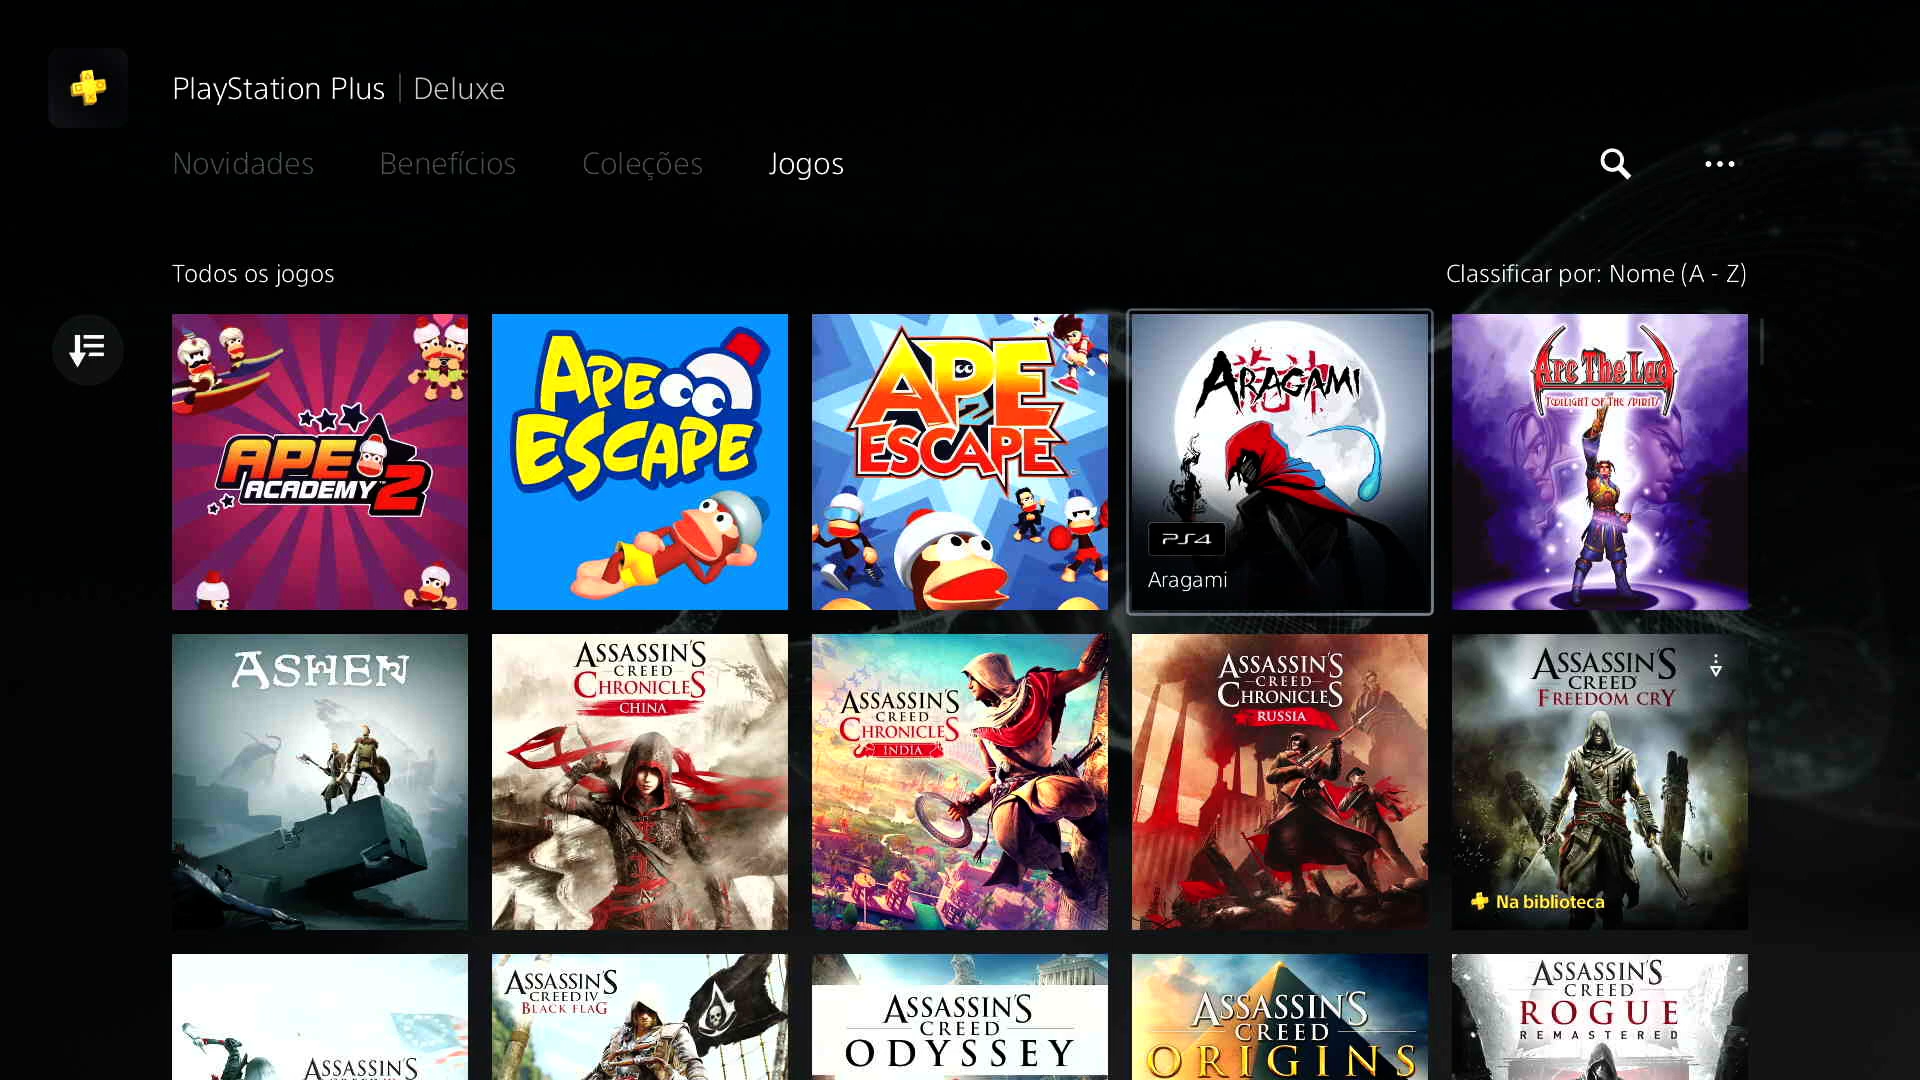 PlayStation Plus | Deluxe
Novidades Benefícios Coleções Jogos
Todos os jogos
Classificar por: Nome (A - Z)
APE
ACADEMY™
2
APE
ESCAPE
APE
2
ESCAPE
ARAGAMI
PS4
Aragami
Arc The Lad
TWILIGHT OF THE SPIRITS
ASHEN
ASSASSIN'S
CREED
CHRONICLES
CHINA
ASSASSIN'S
CREED
CHRONICLES
INDIA
ASSASSIN'S
CREED
CHRONICLES
RUSSIA
ASSASSIN'S
CREED
FREEDOM CRY
Na biblioteca
ASSASSIN'S
ASSASSIN'S
CREED IV
BLACK FLAG
ASSASSIN'S
CREED
ODYSSEY
ASSASSIN'S
CREED
ORIGINS
ASSASSIN'S
CREED
ROGUE
REMASTERED